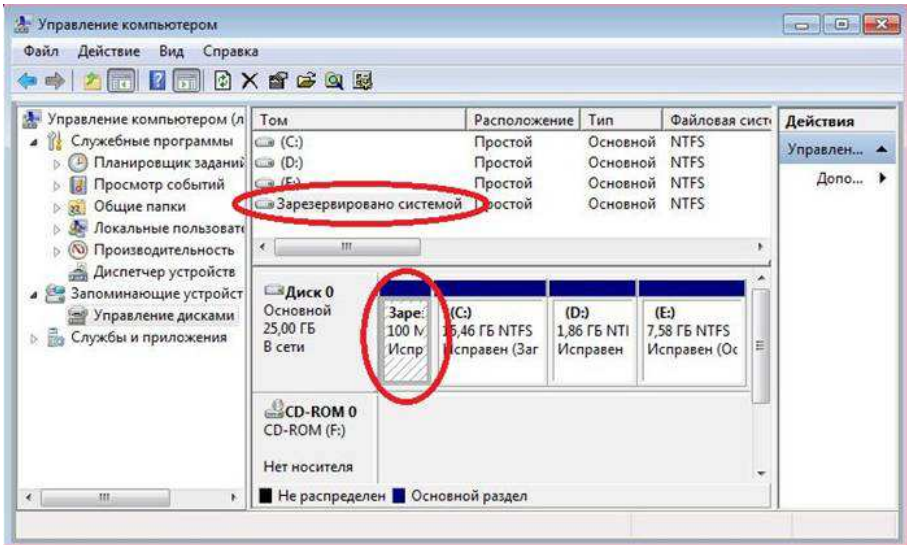 Управление компьютером
Файл Действие Вид Справка
Управление компьютером (л
Служебные программы
Планировщик заданий
Просмотр событий
Общие папки
Локальные пользовате
Производительность
Диспетчер устройств
Запоминающие устройст
Управление дисками
Службы и приложения
Том Расположение Тип Файловая систе
(C:) Простой Основной NTFS
(D:) Простой Основной NTFS
(E:) Простой Основной NTFS
Зарезервировано системой Простой Основной NTFS
Диск 0
Основной
25,00 ГБ
В сети
Заре:
100 М
Испр
(C:)
15,46 ГБ NTFS
Исправен (Заг
(D:)
1,86 ГБ NTI
Исправен
(E:)
7,58 ГБ NTFS
Исправен (Ос
CD-ROM 0
CD-ROM (F:)
Нет носителя
Не распределен Основной раздел
Действия
Управлен...
Допо...